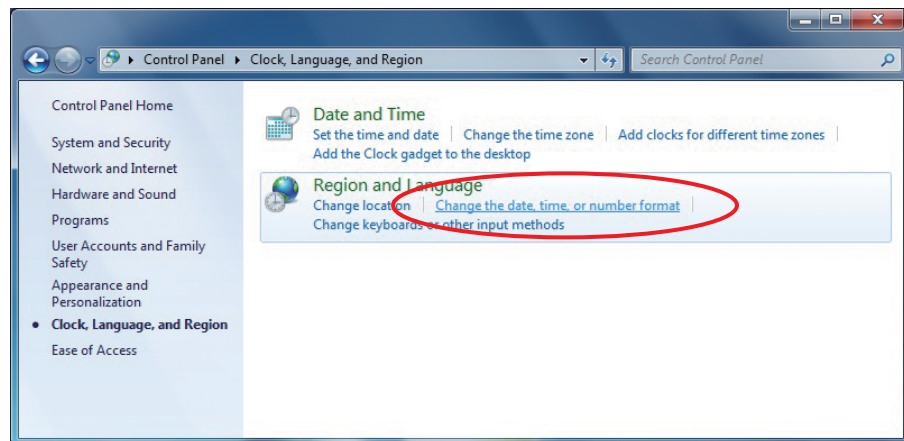 Control Panel ▸ Clock, Language, and Region
Search Control Panel
Control Panel Home
System and Security
Network and Internet
Hardware and Sound
Programs
User Accounts and Family
Safety
Appearance and
Personalization
• Clock, Language, and Region
Ease of Access
Date and Time
Set the time and date | Change the time zone | Add clocks for different time zones |
Add the Clock gadget to the desktop
Region and Language
Change location | Change the date, time, or number format |
Change keyboards or other input methods